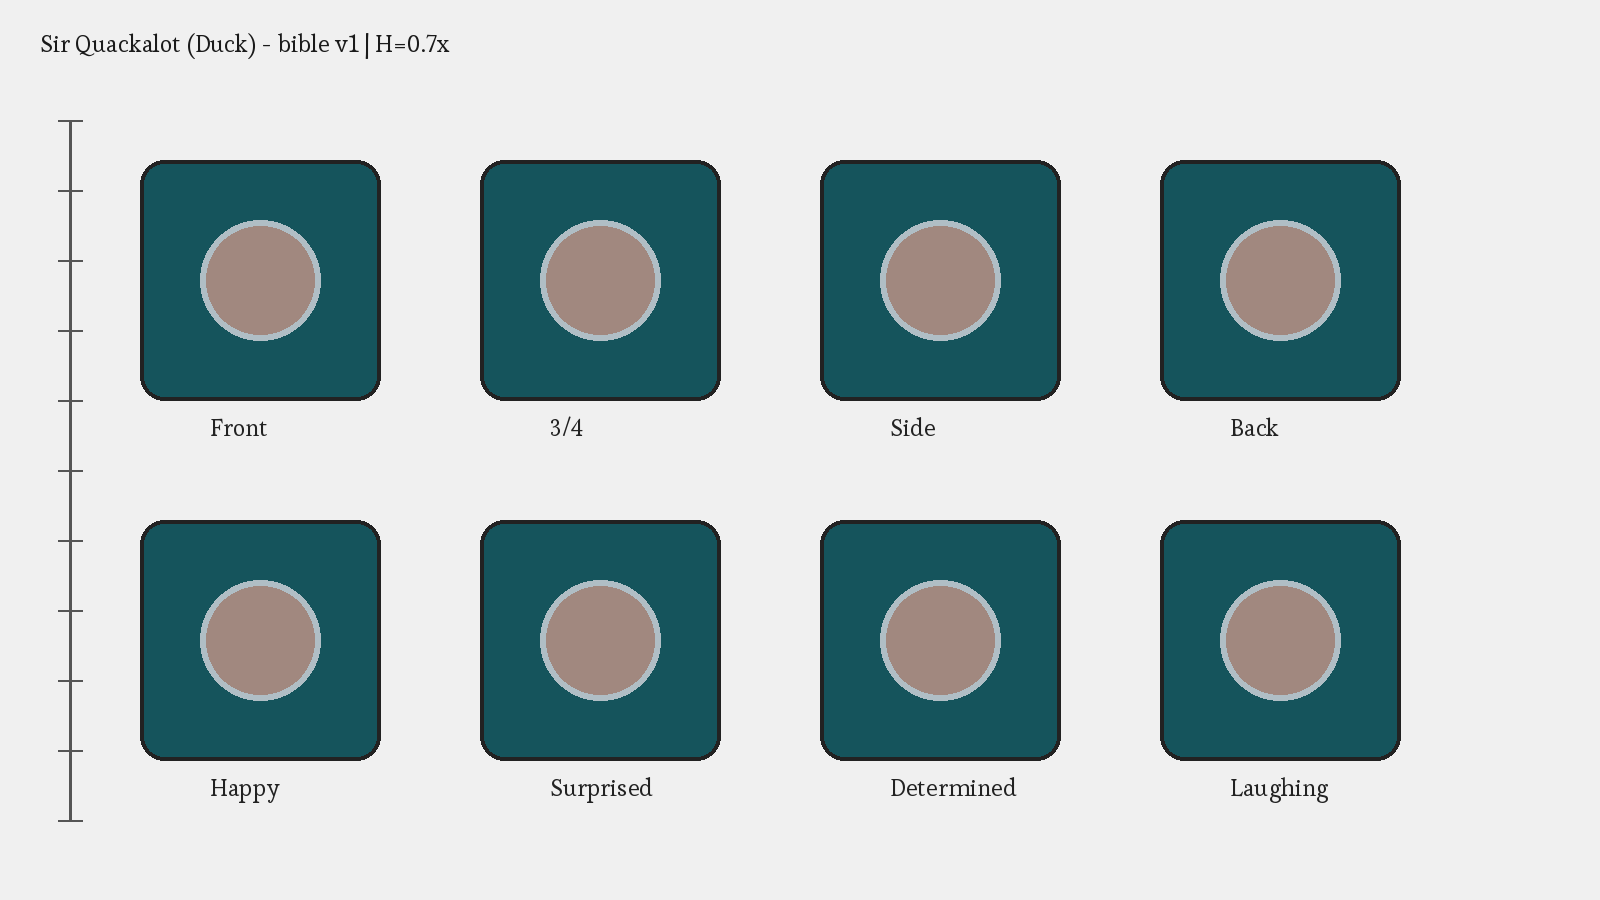 Sir Quackalot (Duck) - bible v1 | H=0.7x
Front
3/4
Side
Back
Happy
Surprised
Determined
Laughing